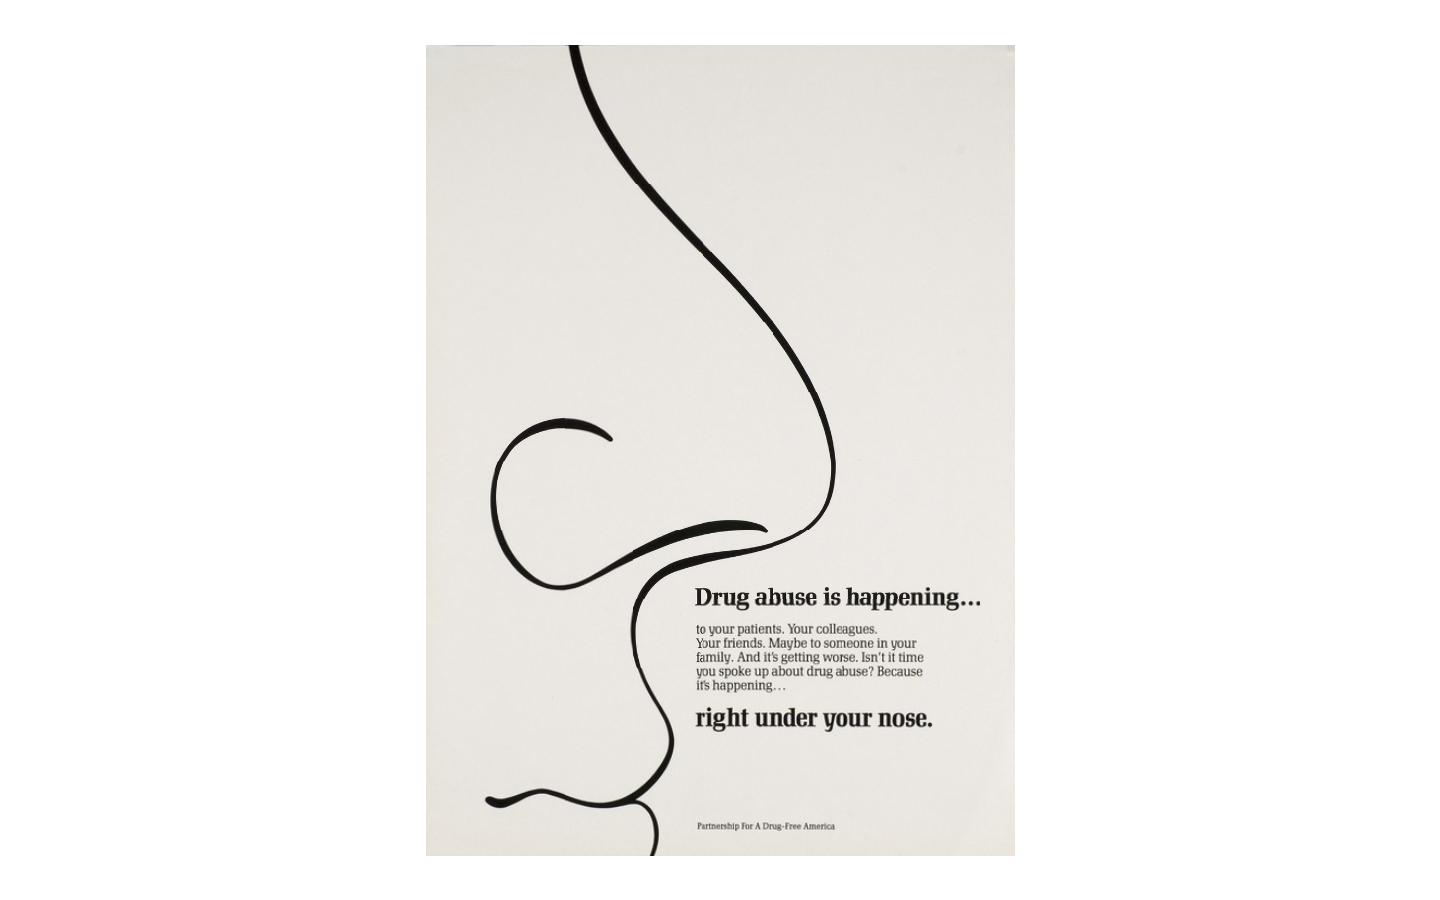 Drug abuse is happening...
to your patients. Your colleagues.
Your friends. Maybe to someone in your
family. And it's getting worse. Isn't it time
you spoke up about drug abuse? Because
it's happening...
right under your nose.
Partnership For A Drug-Free America